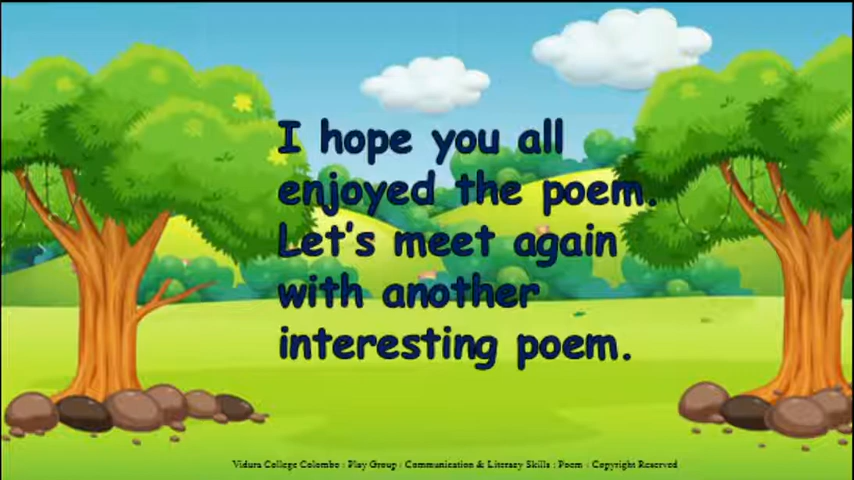 I hope you all
enjoyed the poem.
Let's meet again
with another
interesting poem.
Vidura College Colombo : Play Group : Communication & Literacy Skills : Poem : Copyright Reserved